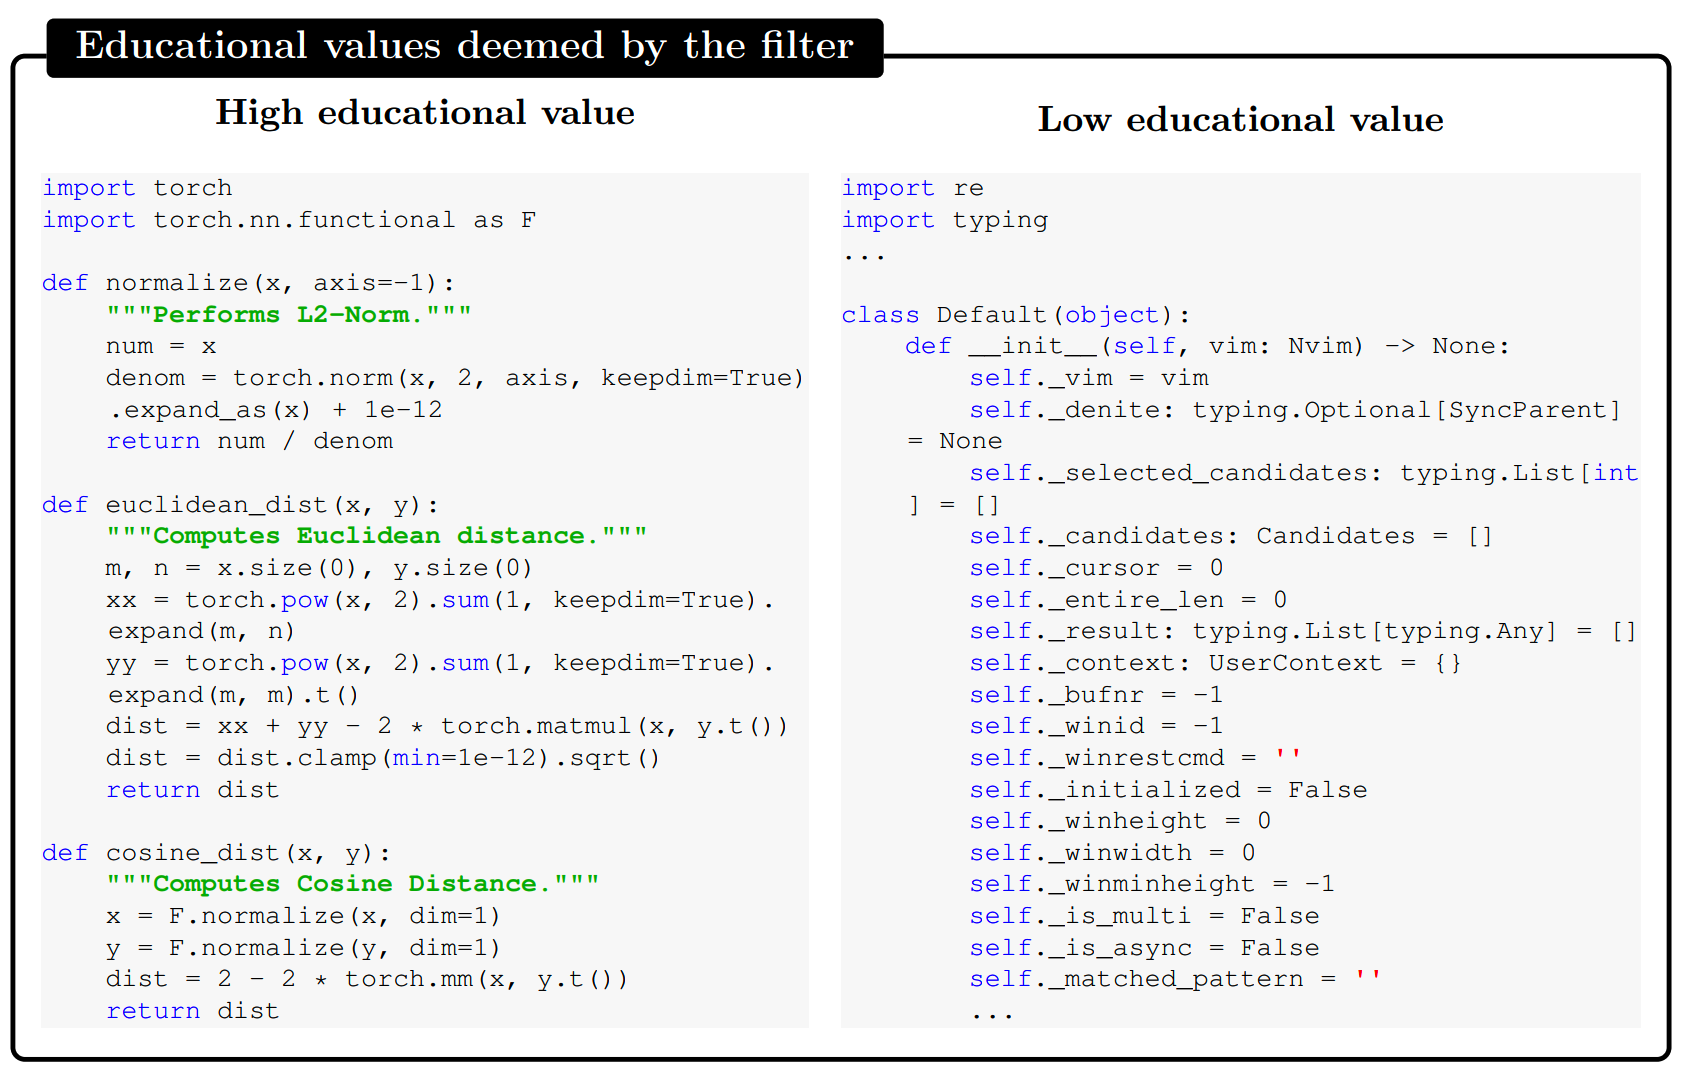 Educational values deemed by the filter
High educational value
import torch
import torch.nn.functional as F
def normalize(x, axis=-1):
    """Performs L2-Norm."""
    num = x
    denom = torch.norm(x, 2, axis, keepdim=True)
    .expand_as(x) + 1e-12
    return num / denom
def euclidean_dist(x, y):
    """Computes Euclidean distance."""
    m, n = x.size(0), y.size(0)
    xx = torch.pow(x, 2).sum(1, keepdim=True).
    expand(m, n)
    yy = torch.pow(x, 2).sum(1, keepdim=True).
    expand(m, m).t()
    dist = xx + yy - 2 * torch.matmul(x, y.t())
    dist = dist.clamp(min=1e-12).sqrt()
    return dist
def cosine_dist(x, y):
    """Computes Cosine Distance."""
    x = F.normalize(x, dim=1)
    y = F.normalize(y, dim=1)
    dist = 2 - 2 * torch.mm(x, y.t())
    return dist
Low educational value
import re
import typing
...
class Default(object):
    def __init__(self, vim: Nvim) -> None:
        self._vim = vim
        self._denite: typing.Optional[SyncParent]
    = None
        self._selected_candidates: typing.List[int
    ] = []
        self._candidates: Candidates = []
        self._cursor = 0
        self._entire_len = 0
        self._result: typing.List[typing.Any] = []
        self._context: UserContext = {}
        self._bufnr = -1
        self._winid = -1
        self._winrestcmd = ''
        self._initialized = False
        self._winheight = 0
        self._winwidth = 0
        self._winminheight = -1
        self._is_multi = False
        self._is_async = False
        self._matched_pattern = ''
        ...